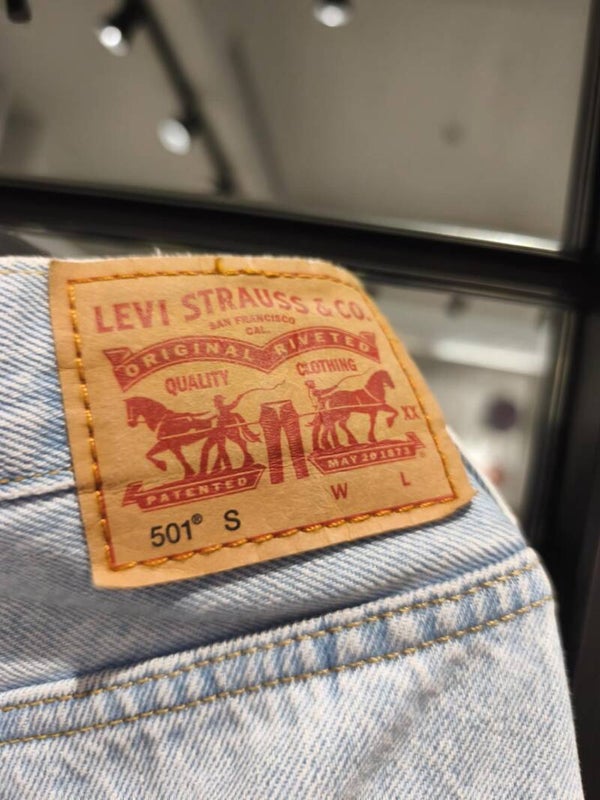 LEVI STRAUSS & CO.
SAN FRANCISCO
CAL.
ORIGINAL RIVETED
QUALITY CLOTHING
XX
PATENTED MAY 20 1873
W L
501® S